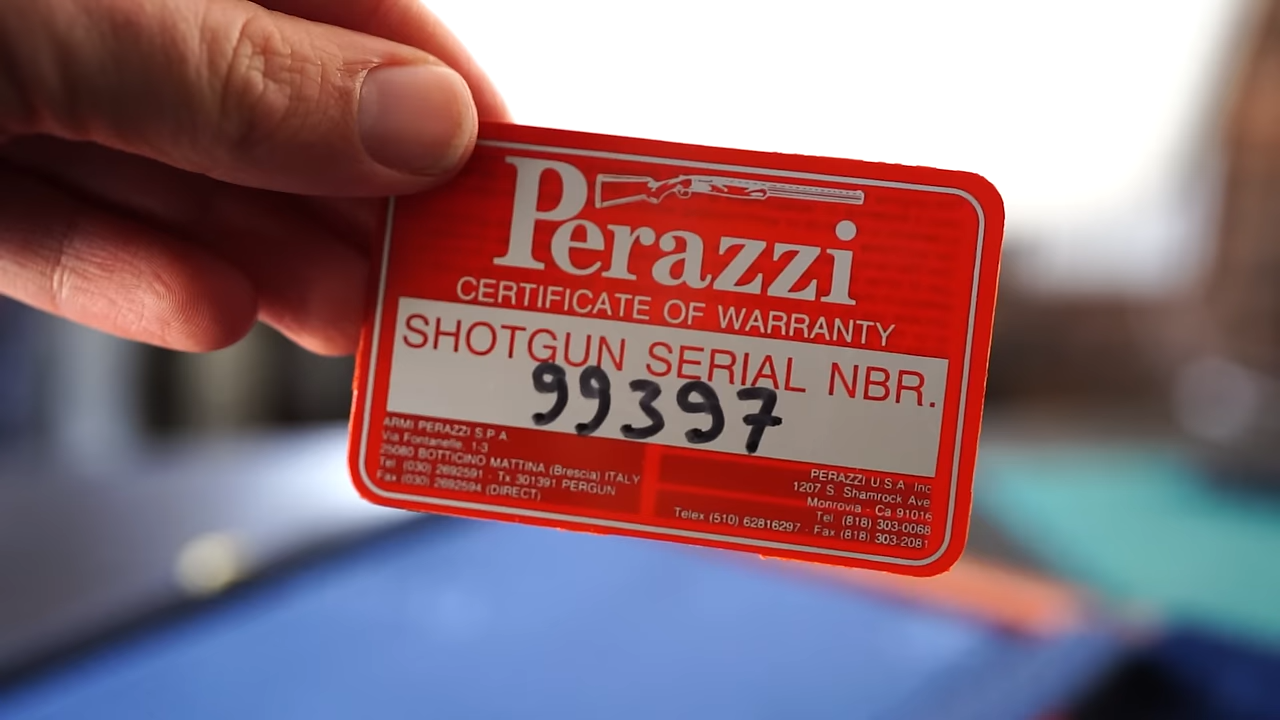 Perazzi
CERTIFICATE OF WARRANTY
SHOTGUN SERIAL NBR.
99397
ARMI PERAZZI S.P.A
Via Fontanelle, 1-3
25080 BOTTICINO MATTINA (Brescia) ITALY
Tel (030) 2692591 - Tx 301391 PERGUN
Fax (030) 2692594 (DIRECT)
PERAZZI U.S.A Inc
1207 S. Shamrock Ave
Monrovia - Ca 91016
Tel (818) 303-0068
Telex (510) 62816297 - Fax (818) 303-2081